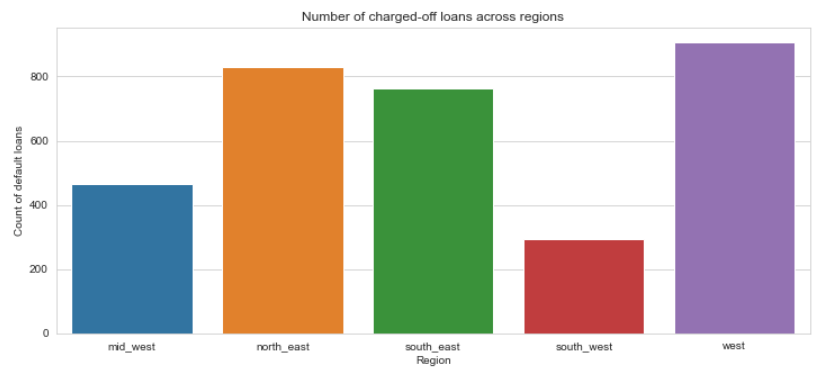 Number of charged-off loans across regions
Count of default loans
800
600
400
200
0
mid_west north_east south_east south_west west
Region